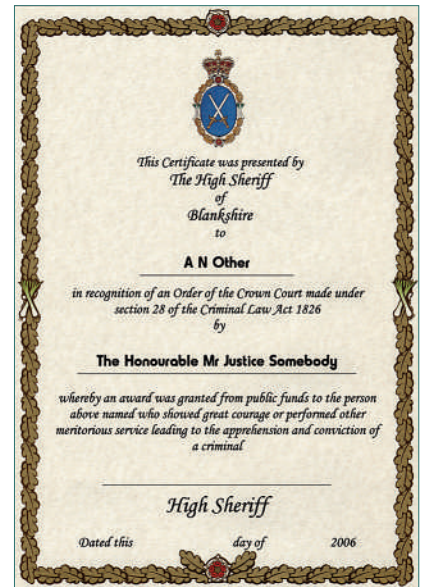 This Certificate was presented by
The High Sheriff
of
Blankshire
to
A N Other
in recognition of an Order of the Crown Court made under
section 28 of the Criminal Law Act 1826
by
The Honourable Mr Justice Somebody
whereby an award was granted from public funds to the person
above named who showed great courage or performed other
meritorious service leading to the apprehension and conviction of
a criminal
High Sheriff
Dated this day of 2006